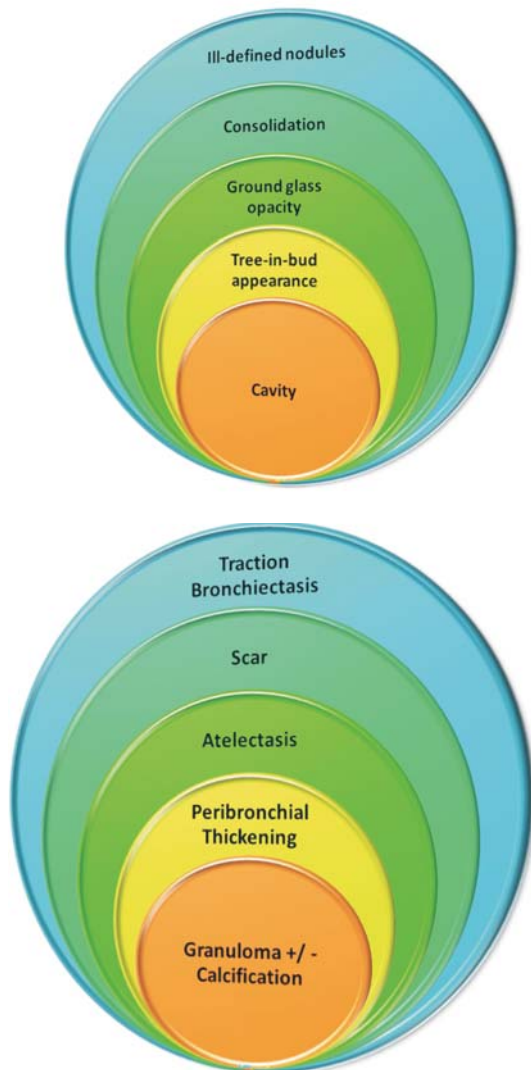 Ill-defined nodules
Consolidation
Ground glass
opacity
Tree-in-bud
appearance
Cavity
Traction
Bronchiectasis
Scar
Atelectasis
Peribronchial
Thickening
Granuloma +/ -
Calcification